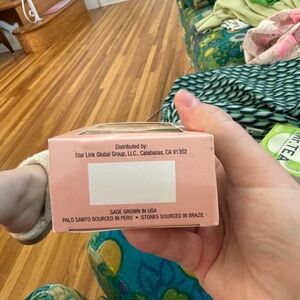 Distributed by:
Star Link Global Group, LLC., Calabasas, CA 91302
SAGE GROWN IN USA
PALO SANTO SOURCED IN PERU • STONES SOURCED IN BRAZIL
TEA